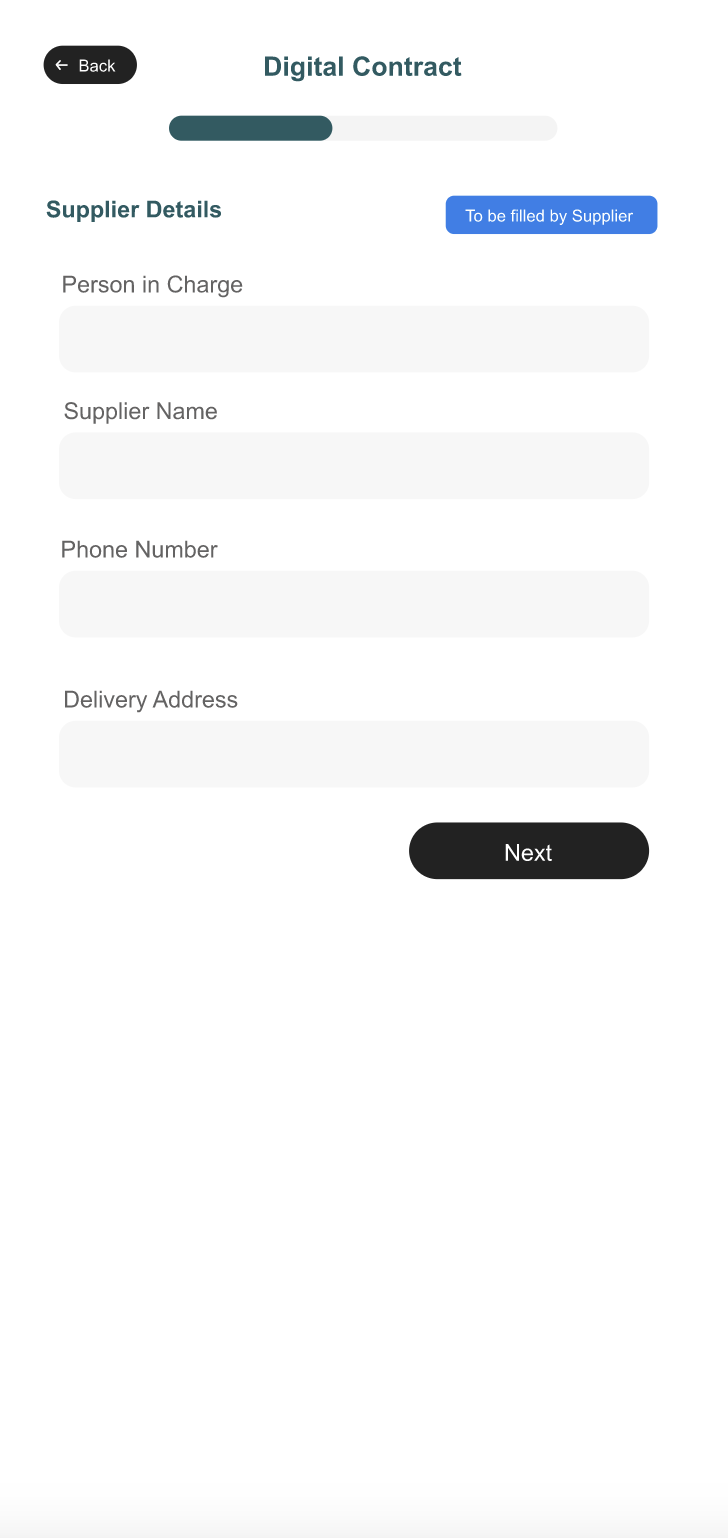 Back
Digital Contract
Supplier Details
To be filled by Supplier
Person in Charge
Supplier Name
Phone Number
Delivery Address
Next